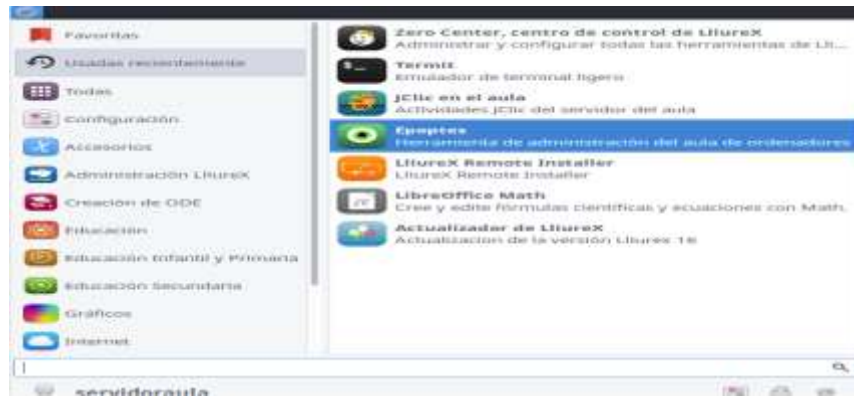 Favoritas
Usadas recientemente
Todas
Configuración
Accesorios
Administración LliureX
Creación de ODE
Educación
Educación Infantil y Primaria
Educación Secundaria
Gráficos
Internet
Zero Center, centro de control de LliureX
Administrar y configurar todas las herramientas de Lli...
Termit
Emulador de terminal ligero
JClic en el aula
Actividades JClic del servidor del aula
Epoptes
Herramienta de administración del aula de ordenadores
LliureX Remote Installer
LliureX Remote Installer
LibreOffice Math
Cree y edite fórmulas científicas y ecuaciones con Math.
Actualizador de LliureX
Actualizacion de la versión Lliurex 16
servidoraula